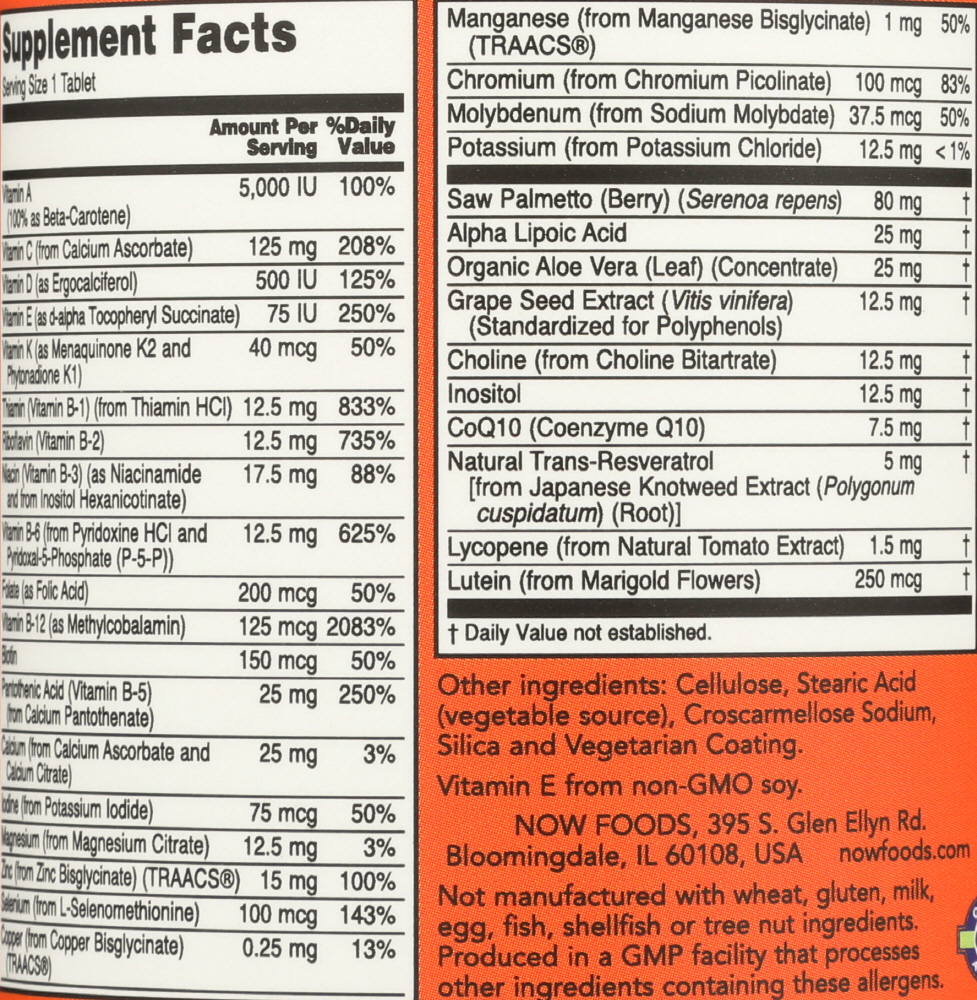 Supplement Facts
Serving Size 1 Tablet
Amount Per %Daily
Serving Value
Vitamin A 5,000 IU 100%
(100% as Beta-Carotene)
Vitamin C (from Calcium Ascorbate) 125 mg 208%
Vitamin D (as Ergocalciferol) 500 IU 125%
Vitamin E (as d-alpha Tocopheryl Succinate) 75 IU 250%
Vitamin K (as Menaquinone K2 and 40 mcg 50%
Phytonadione K1)
Thiamin (Vitamin B-1) (from Thiamin HCl) 12.5 mg 833%
Riboflavin (Vitamin B-2) 12.5 mg 735%
Niacin (Vitamin B-3) (as Niacinamide 17.5 mg 88%
and from Inositol Hexanicotinate)
Vitamin B-6 (from Pyridoxine HCl and 12.5 mg 625%
Pyridoxal-5-Phosphate (P-5-P))
Folate (as Folic Acid) 200 mcg 50%
Vitamin B-12 (as Methylcobalamin) 125 mcg 2083%
Biotin 150 mcg 50%
Pantothenic Acid (Vitamin B-5) 25 mg 250%
(from Calcium Pantothenate)
Calcium (from Calcium Ascorbate and 25 mg 3%
Calcium Citrate)
Iodine (from Potassium Iodide) 75 mcg 50%
Magnesium (from Magnesium Citrate) 12.5 mg 3%
Zinc (from Zinc Bisglycinate) (TRAACS®) 15 mg 100%
Selenium (from L-Selenomethionine) 100 mcg 143%
Copper (from Copper Bisglycinate) 0.25 mg 13%
(TRAACS®)
Manganese (from Manganese Bisglycinate) 1 mg 50%
(TRAACS®)
Chromium (from Chromium Picolinate) 100 mcg 83%
Molybdenum (from Sodium Molybdate) 37.5 mcg 50%
Potassium (from Potassium Chloride) 12.5 mg <1%
Saw Palmetto (Berry) (Serenoa repens) 80 mg †
Alpha Lipoic Acid 25 mg †
Organic Aloe Vera (Leaf) (Concentrate) 25 mg †
Grape Seed Extract (Vitis vinifera) 12.5 mg †
(Standardized for Polyphenols)
Choline (from Choline Bitartrate) 12.5 mg †
Inositol 12.5 mg †
CoQ10 (Coenzyme Q10) 7.5 mg †
Natural Trans-Resveratrol 5 mg †
[from Japanese Knotweed Extract (Polygonum
cuspidatum) (Root)]
Lycopene (from Natural Tomato Extract) 1.5 mg †
Lutein (from Marigold Flowers) 250 mcg †
† Daily Value not established.
Other ingredients: Cellulose, Stearic Acid
(vegetable source), Croscarmellose Sodium,
Silica and Vegetarian Coating.
Vitamin E from non-GMO soy.
NOW FOODS, 395 S. Glen Ellyn Rd.
Bloomingdale, IL 60108, USA nowfoods.com
Not manufactured with wheat, gluten, milk,
egg, fish, shellfish or tree nut ingredients.
Produced in a GMP facility that processes
other ingredients containing these allergens.